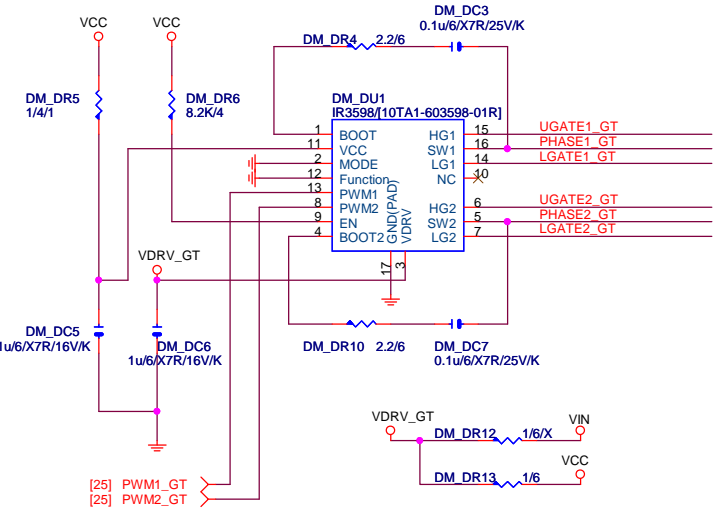 DM_DC3
0.1u/6/X7R/25V/K
VCC
VCC
DM_DR4 2.2/6
DM_DR5
1/4/1
DM_DR6
8.2K/4
DM_DU1
IR3598/[10TA1-603598-01R]
1 BOOT HG1 15 UGATE1_GT
11 VCC SW1 16 PHASE1_GT
2 MODE LG1 14 LGATE1_GT
12 Function NC 10
13 PWM1
8 PWM2 HG2 6 UGATE2_GT
9 EN SW2 5 PHASE2_GT
4 BOOT2 LG2 7 LGATE2_GT
GND(PAD)
VDRV
17
3
VDRV_GT
DM_DC5
1u/6/X7R/16V/K
DM_DC6
1u/6/X7R/16V/K
DM_DR10 2.2/6
DM_DC7
0.1u/6/X7R/25V/K
VDRV_GT
VIN
DM_DR12 1/6/X
VCC
DM_DR13 1/6
[25] PWM1_GT
[25] PWM2_GT